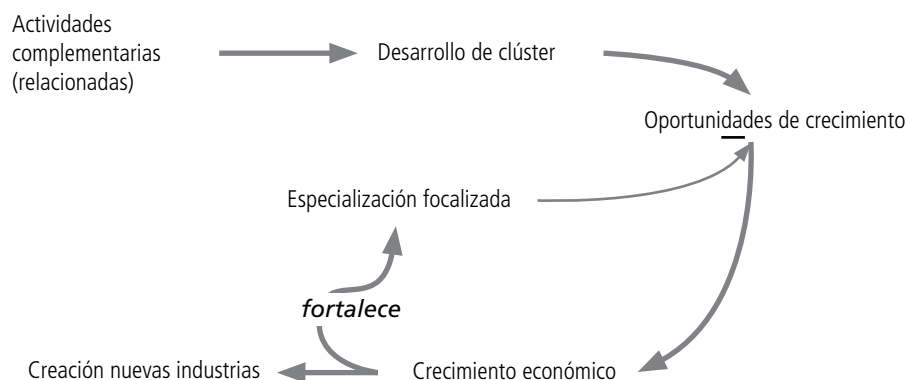 Actividades
complementarias
(relacionadas)
Desarrollo de clúster
Oportunidades de crecimiento
Especialización focalizada
fortalece
Creación nuevas industrias
Crecimiento económico